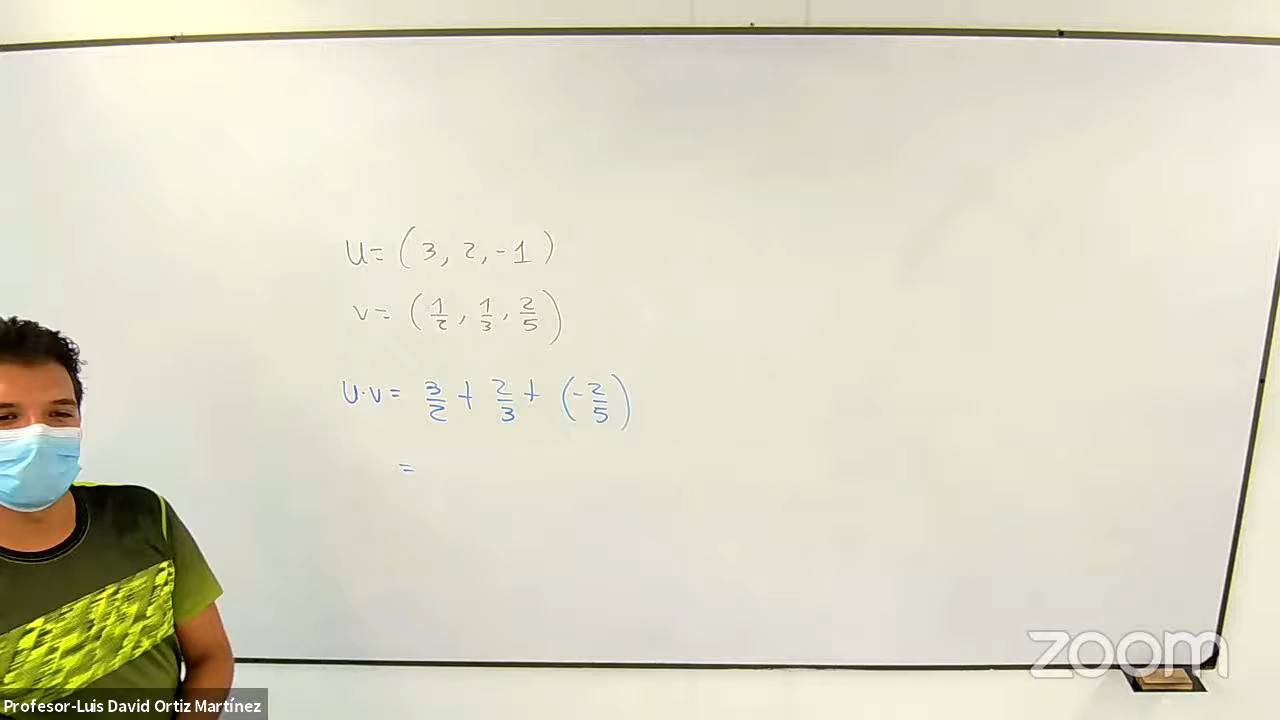 U = (3, 2, -1)
v = (1/2, 1/3, 2/5)
U·v = 3/2 + 2/3 + (-2/5)
=
zoom
Profesor-Luis David Ortiz Martínez